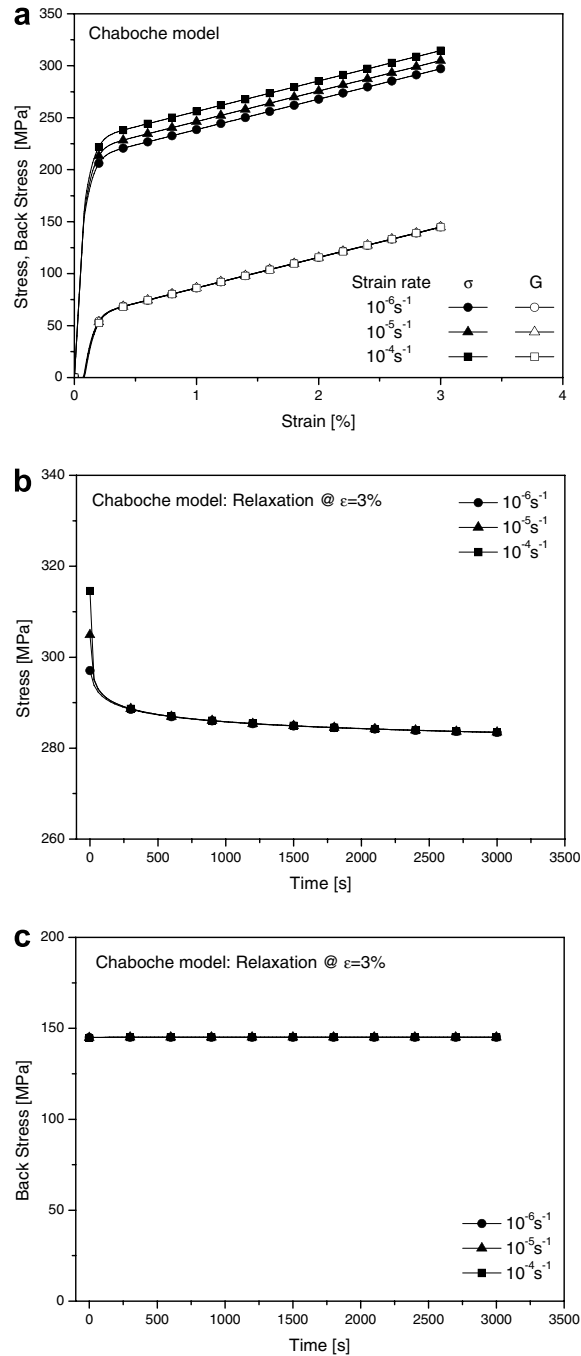 a
Chaboche model
350
300
250
200
150
100
50
0
Stress, Back Stress [MPa]
Strain rate σ G
10⁻⁶s⁻¹
10⁻⁵s⁻¹
10⁻⁴s⁻¹
0 1 2 3 4
Strain [%]
b
Chaboche model: Relaxation @ ε=3%
10⁻⁶s⁻¹
10⁻⁵s⁻¹
10⁻⁴s⁻¹
340
320
300
280
260
Stress [MPa]
0 500 1000 1500 2000 2500 3000 3500
Time [s]
c
Chaboche model: Relaxation @ ε=3%
200
150
100
50
0
Back Stress [MPa]
10⁻⁶s⁻¹
10⁻⁵s⁻¹
10⁻⁴s⁻¹
0 500 1000 1500 2000 2500 3000 3500
Time [s]